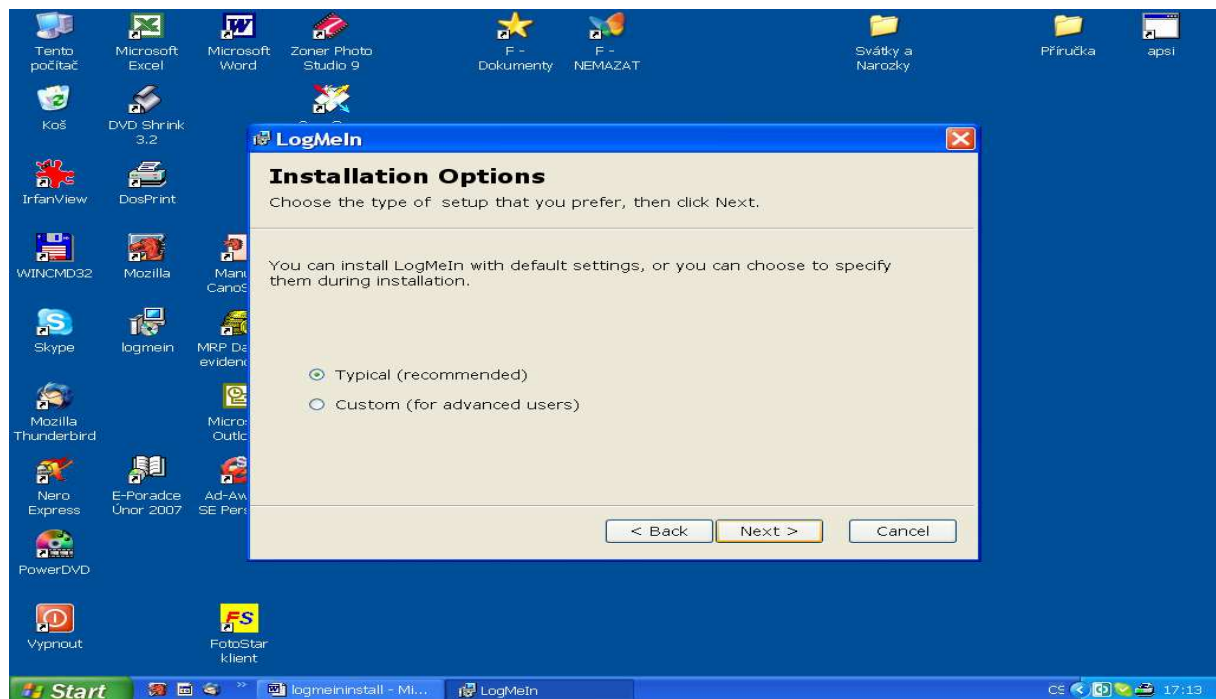 Tento
počítač
Microsoft
Excel
Microsoft
Word
Zoner Photo
Studio 9
F -
Dokumenty
F -
NEMAZAT
Svátky a
Narozky
Příručka
apsi
Koš
DVD Shrink
3.2
LogMeIn
Installation Options
Choose the type of setup that you prefer, then click Next.
IrfanView
DosPrint
You can install LogMeIn with default settings, or you can choose to specify
them during installation.
WINCMD32
Mozilla
Skype
logmein
MRP
Typical (recommended)
Custom (for advanced users)
Mozilla
Thunderbird
Nero
Express
E-Poradce
Únor 2007
SE
< Back
Next >
Cancel
PowerDVD
Vypnout
FS
FotoStar
klient
Start
logmeininstall - Mi...
LogMeIn
CS
17:13